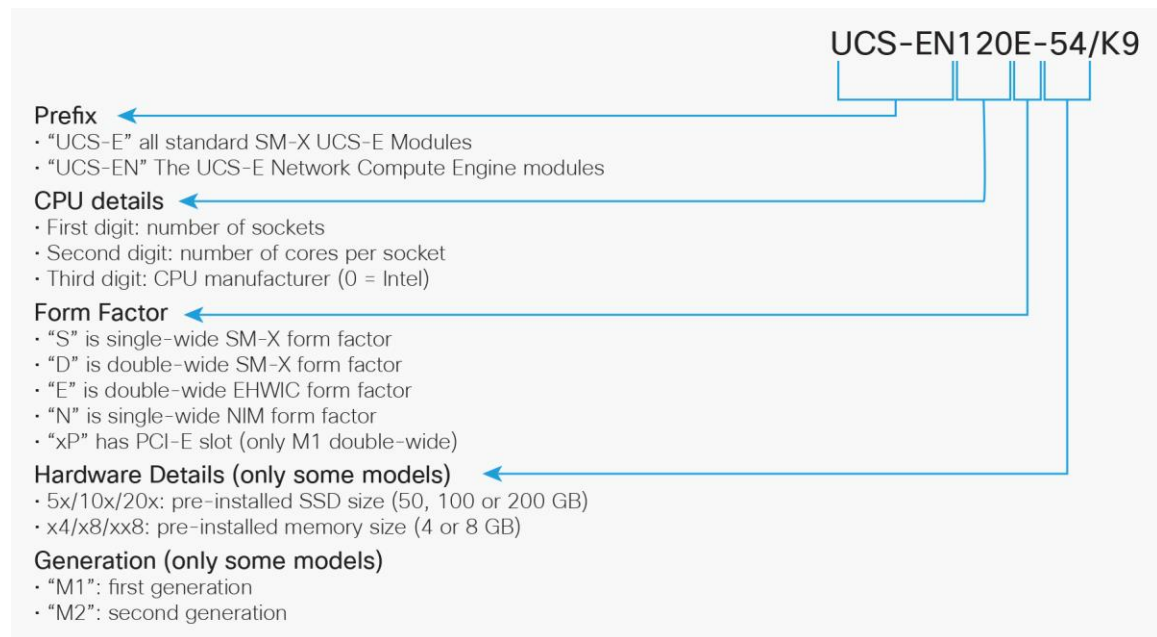 UCS-EN120E-54/K9
Prefix
· “UCS-E” all standard SM-X UCS-E Modules
· “UCS-EN” The UCS-E Network Compute Engine modules
CPU details
· First digit: number of sockets
· Second digit: number of cores per socket
· Third digit: CPU manufacturer (0 = Intel)
Form Factor
· “S” is single-wide SM-X form factor
· “D” is double-wide SM-X form factor
· “E” is double-wide EHWIC form factor
· “N” is single-wide NIM form factor
· “xP” has PCI-E slot (only M1 double-wide)
Hardware Details (only some models)
· 5x/10x/20x: pre-installed SSD size (50, 100 or 200 GB)
· x4/x8/xx8: pre-installed memory size (4 or 8 GB)
Generation (only some models)
· “M1”: first generation
· “M2”: second generation